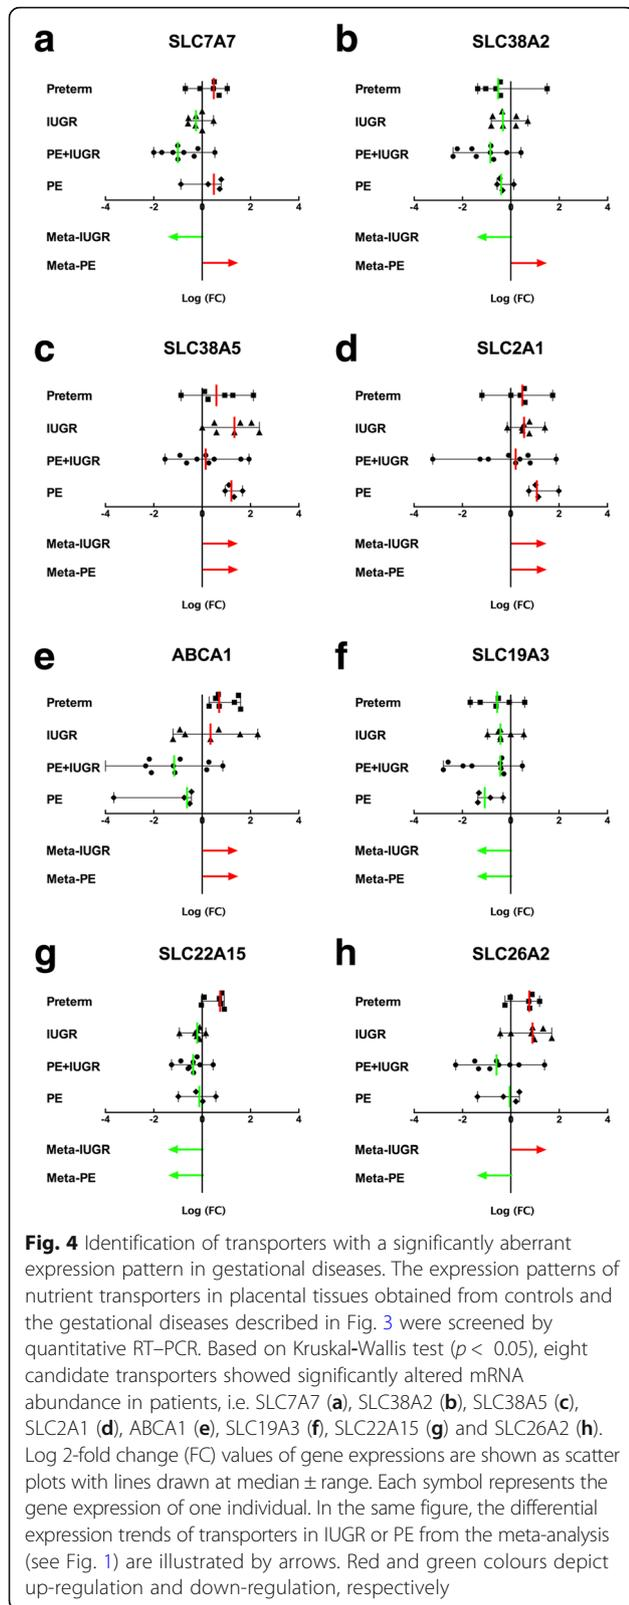 a SLC7A7
Preterm
IUGR
PE+IUGR
PE
-4 -2 0 2 4
Meta-IUGR
Meta-PE
Log (FC)
b SLC38A2
Preterm
IUGR
PE+IUGR
PE
-4 -2 0 2 4
Meta-IUGR
Meta-PE
Log (FC)
c SLC38A5
Preterm
IUGR
PE+IUGR
PE
-4 -2 0 2 4
Meta-IUGR
Meta-PE
Log (FC)
d SLC2A1
Preterm
IUGR
PE+IUGR
PE
-4 -2 0 2 4
Meta-IUGR
Meta-PE
Log (FC)
e ABCA1
Preterm
IUGR
PE+IUGR
PE
-4 -2 0 2 4
Meta-IUGR
Meta-PE
Log (FC)
f SLC19A3
Preterm
IUGR
PE+IUGR
PE
-4 -2 0 2 4
Meta-IUGR
Meta-PE
Log (FC)
g SLC22A15
Preterm
IUGR
PE+IUGR
PE
-4 -2 0 2 4
Meta-IUGR
Meta-PE
Log (FC)
h SLC26A2
Preterm
IUGR
PE+IUGR
PE
-4 -2 0 2 4
Meta-IUGR
Meta-PE
Log (FC)
Fig. 4 Identification of transporters with a significantly aberrant
expression pattern in gestational diseases. The expression patterns of
nutrient transporters in placental tissues obtained from controls and
the gestational diseases described in Fig. 3 were screened by
quantitative RT–PCR. Based on Kruskal-Wallis test (p < 0.05), eight
candidate transporters showed significantly altered mRNA
abundance in patients, i.e. SLC7A7 (a), SLC38A2 (b), SLC38A5 (c),
SLC2A1 (d), ABCA1 (e), SLC19A3 (f), SLC22A15 (g) and SLC26A2 (h).
Log 2-fold change (FC) values of gene expressions are shown as scatter
plots with lines drawn at median ± range. Each symbol represents the
gene expression of one individual. In the same figure, the differential
expression trends of transporters in IUGR or PE from the meta-analysis
(see Fig. 1) are illustrated by arrows. Red and green colours depict
up-regulation and down-regulation, respectively